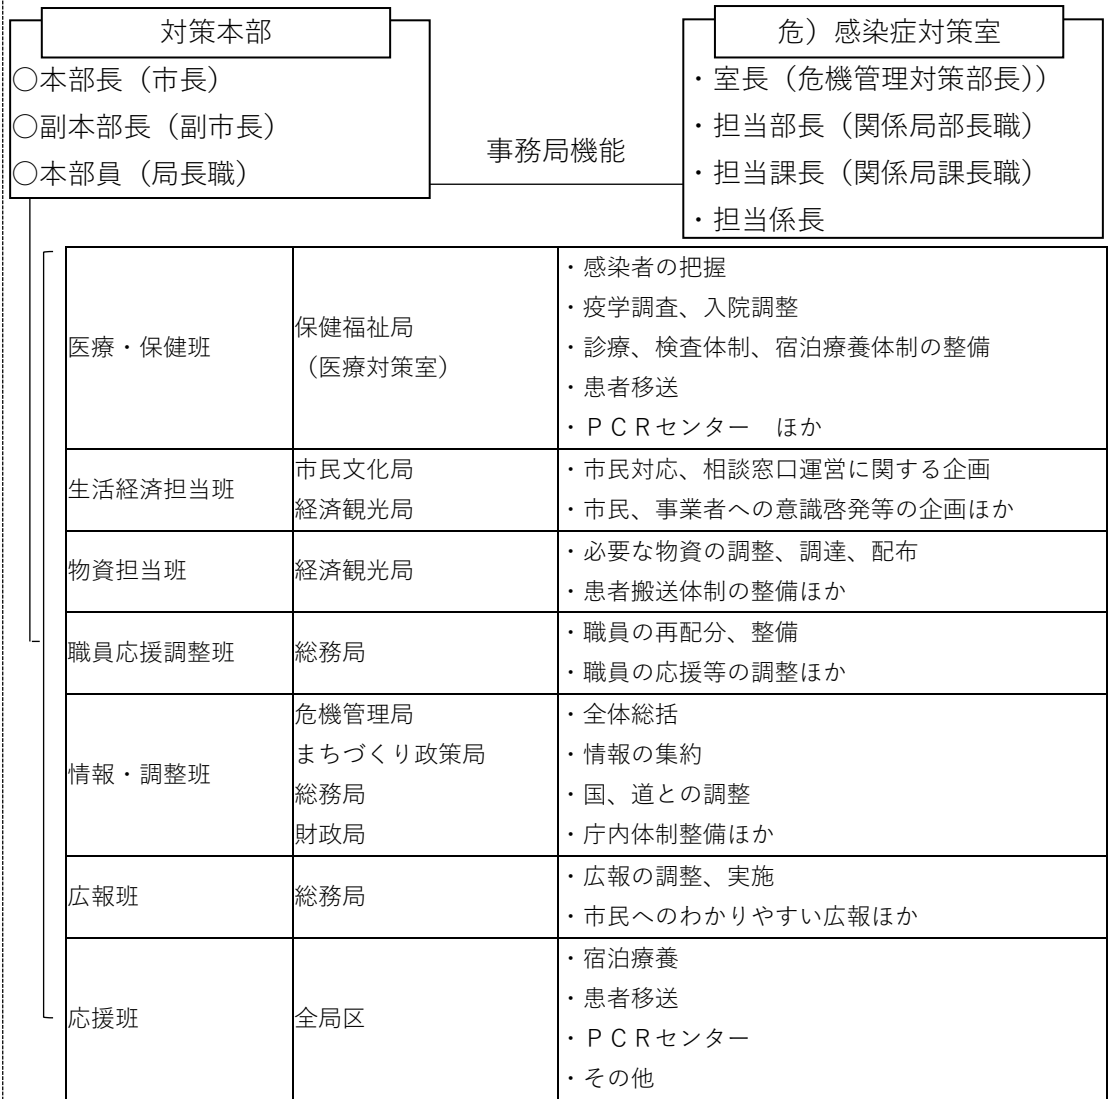 対策本部
○本部長（市長）
○副本部長（副市長）
○本部員（局長職）
事務局機能
危）感染症対策室
・室長（危機管理対策部長））
・担当部長（関係局部長職）
・担当課長（関係局課長職）
・担当係長
医療・保健班
保健福祉局
（医療対策室）
・感染者の把握
・疫学調査、入院調整
・診療、検査体制、宿泊療養体制の整備
・患者移送
・ＰＣＲセンター　ほか
生活経済担当班
市民文化局
経済観光局
・市民対応、相談窓口運営に関する企画
・市民、事業者への意識啓発等の企画ほか
物資担当班
経済観光局
・必要な物資の調整、調達、配布
・患者搬送体制の整備ほか
職員応援調整班
総務局
・職員の再配分、整備
・職員の応援等の調整ほか
情報・調整班
危機管理局
まちづくり政策局
総務局
財政局
・全体総括
・情報の集約
・国、道との調整
・庁内体制整備ほか
広報班
総務局
・広報の調整、実施
・市民へのわかりやすい広報ほか
応援班
全局区
・宿泊療養
・患者移送
・ＰＣＲセンター
・その他